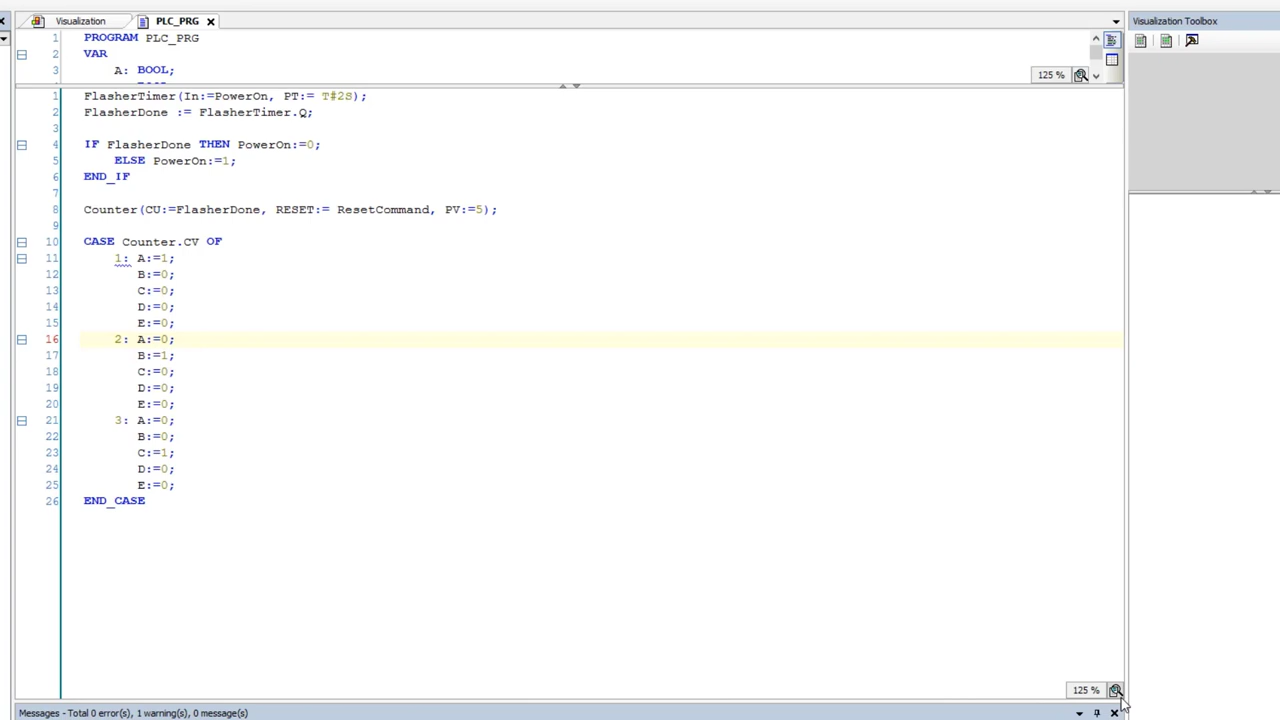 Visualization
PLC_PRG
Visualization Toolbox
1 PROGRAM PLC_PRG
2 VAR
3 A: BOOL;
125 %
1 FlasherTimer(In:=PowerOn, PT:= T#2S);
2 FlasherDone := FlasherTimer.Q;
3
4 IF FlasherDone THEN PowerOn:=0;
5 ELSE PowerOn:=1;
6 END_IF
7
8 Counter(CU:=FlasherDone, RESET:= ResetCommand, PV:=5);
9
10 CASE Counter.CV OF
11 1: A:=1;
12 B:=0;
13 C:=0;
14 D:=0;
15 E:=0;
16 2: A:=0;
17 B:=1;
18 C:=0;
19 D:=0;
20 E:=0;
21 3: A:=0;
22 B:=0;
23 C:=1;
24 D:=0;
25 E:=0;
26 END_CASE
125 %
Messages - Total 0 error(s), 1 warning(s), 0 message(s)